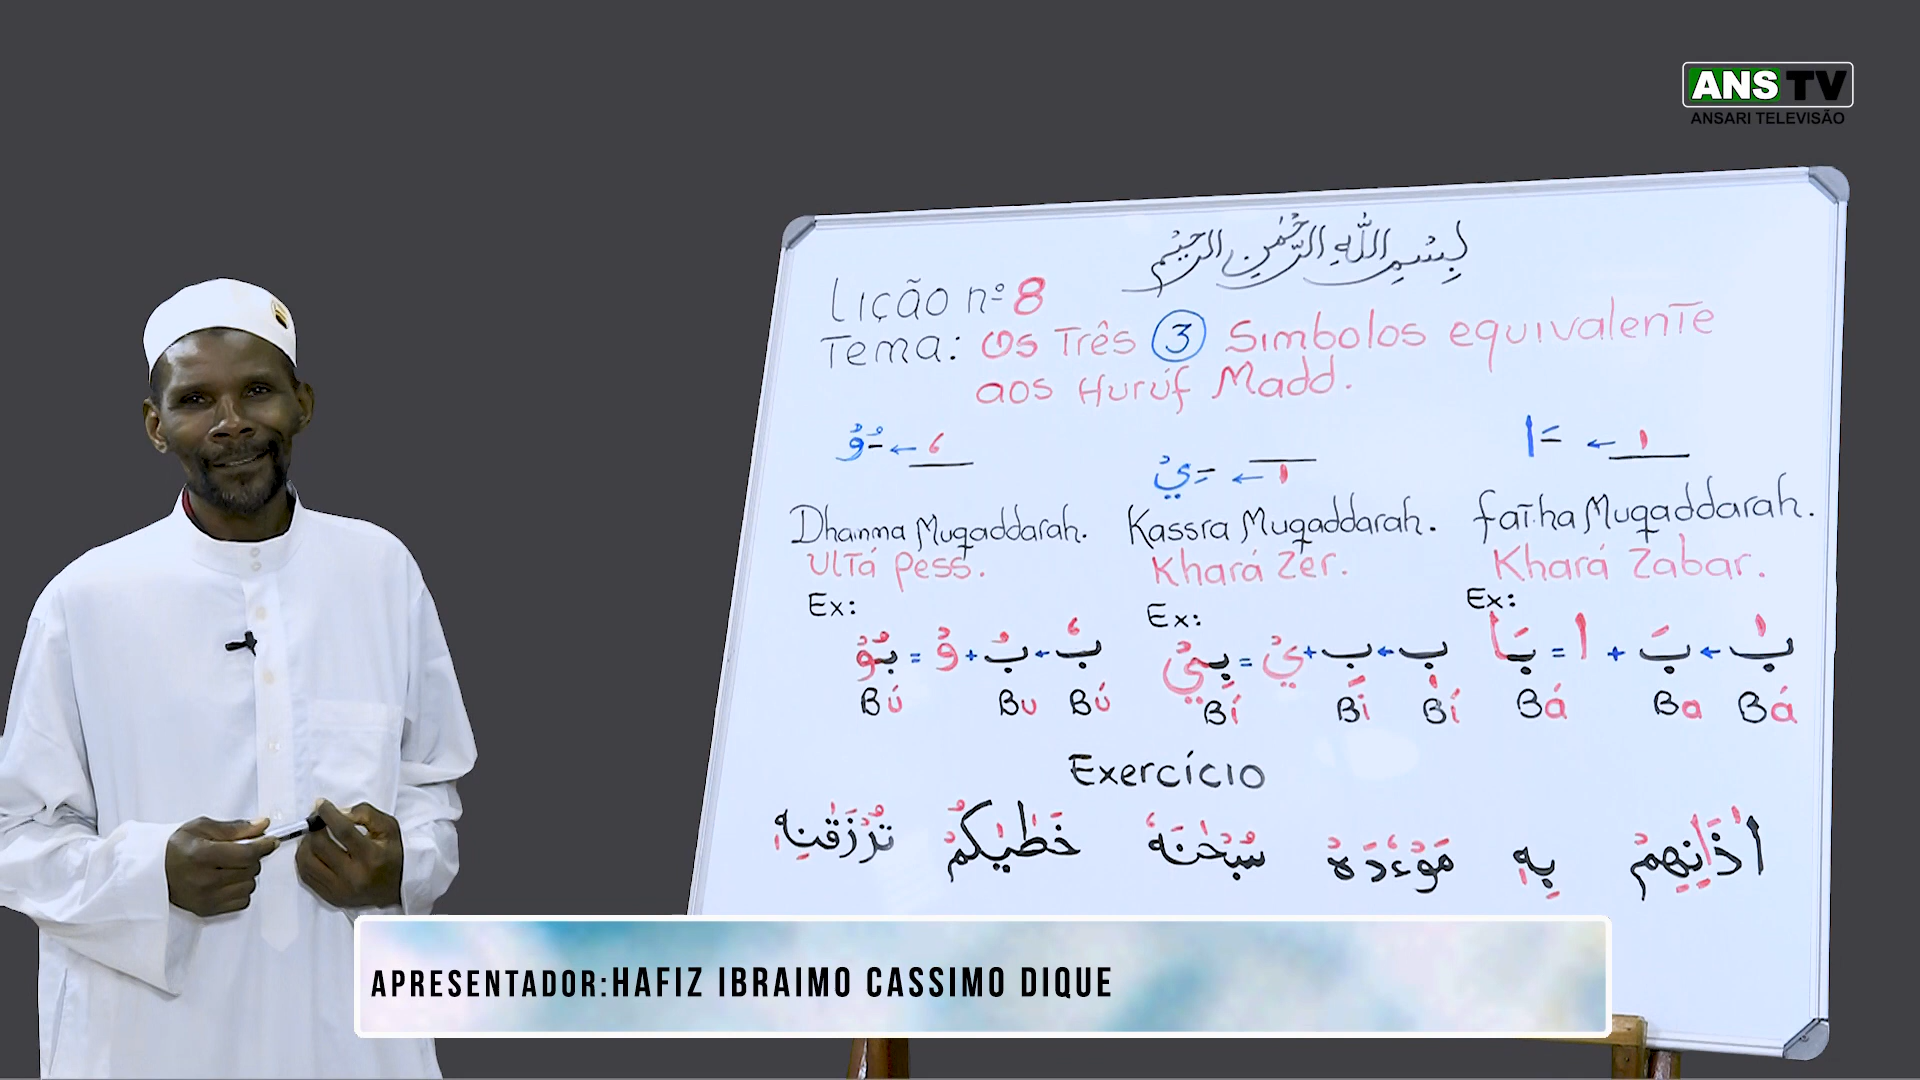 ANS TV
ANSARI TELEVISÃO
بِسْمِ اللّٰهِ الرَّحْمٰنِ الرَّحِيْمِ
Lição nº 8
Tema: Os Três 3 Simbolos equivalente
aos Hurúf Madd.
Dhamma Muqaddarah. Kassra Muqaddarah. fatha Muqaddarah.
Ultá Pess. Khará Zer. Khará Zabar.
Ex: Ex: Ex:
بُوْ = وْ + بُ ← بٗ بِيْ = يْ + بِ ← بٖ بَا = ا + بَ ← بٰ
Bú Bu Bú Bí Bi Bí Bá Ba Bá
Exercício
اٰذَانِهِمْ بِهٖ مَوْءٗدَةُ سُبْحٰنَهٗ خَطٰيٰكُمْ تُرْزَقٰنِهٖ
APRESENTADOR:HAFIZ IBRAIMO CASSIMO DIQUE